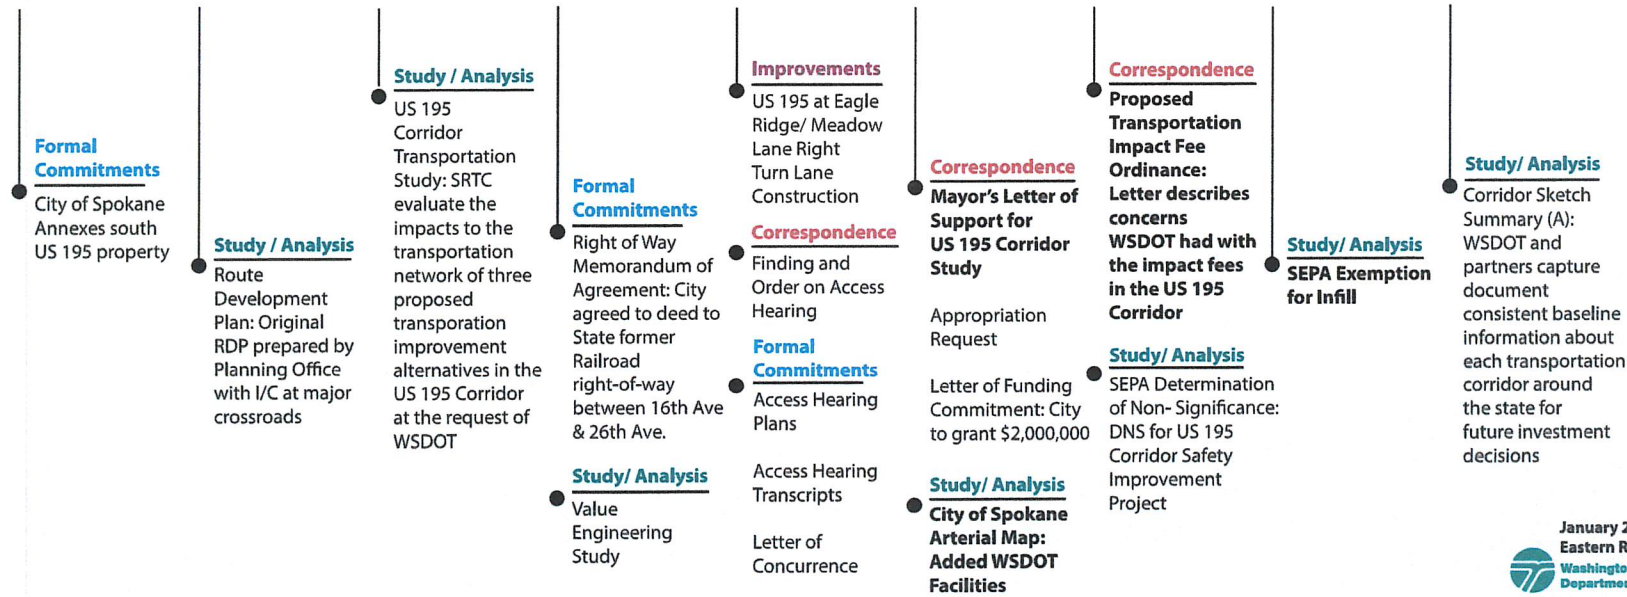 Formal
Commitments
City of Spokane
Annexes south
US 195 property
Study / Analysis
Route
Development
Plan: Original
RDP prepared by
Planning Office
with I/C at major
crossroads
Study / Analysis
US 195
Corridor
Transportation
Study: SRTC
evaluate the
impacts to the
transportation
network of three
proposed
transporation
improvement
alternatives in the
US 195 Corridor
at the request of
WSDOT
Formal
Commitments
Right of Way
Memorandum of
Agreement: City
agreed to deed to
State former
Railroad
right-of-way
between 16th Ave
& 26th Ave.
Study/ Analysis
Value
Engineering
Study
Improvements
US 195 at Eagle
Ridge/ Meadow
Lane Right
Turn Lane
Construction
Correspondence
Finding and
Order on Access
Hearing
Formal
Commitments
Access Hearing
Plans
Access Hearing
Transcripts
Letter of
Concurrence
Correspondence
Mayor's Letter of
Support for
US 195 Corridor
Study
Appropriation
Request
Letter of Funding
Commitment: City
to grant $2,000,000
Study/ Analysis
City of Spokane
Arterial Map:
Added WSDOT
Facilities
Correspondence
Proposed
Transportation
Impact Fee
Ordinance:
Letter describes
concerns
WSDOT had with
the impact fees
in the US 195
Corridor
Study/ Analysis
SEPA Determination
of Non- Significance:
DNS for US 195
Corridor Safety
Improvement
Project
Study/ Analysis
SEPA Exemption
for Infill
Study/ Analysis
Corridor Sketch
Summary (A):
WSDOT and
partners capture
document
consistent baseline
information about
each transportation
corridor around
the state for
future investment
decisions
January 2
Eastern R
Washingto
Departmen